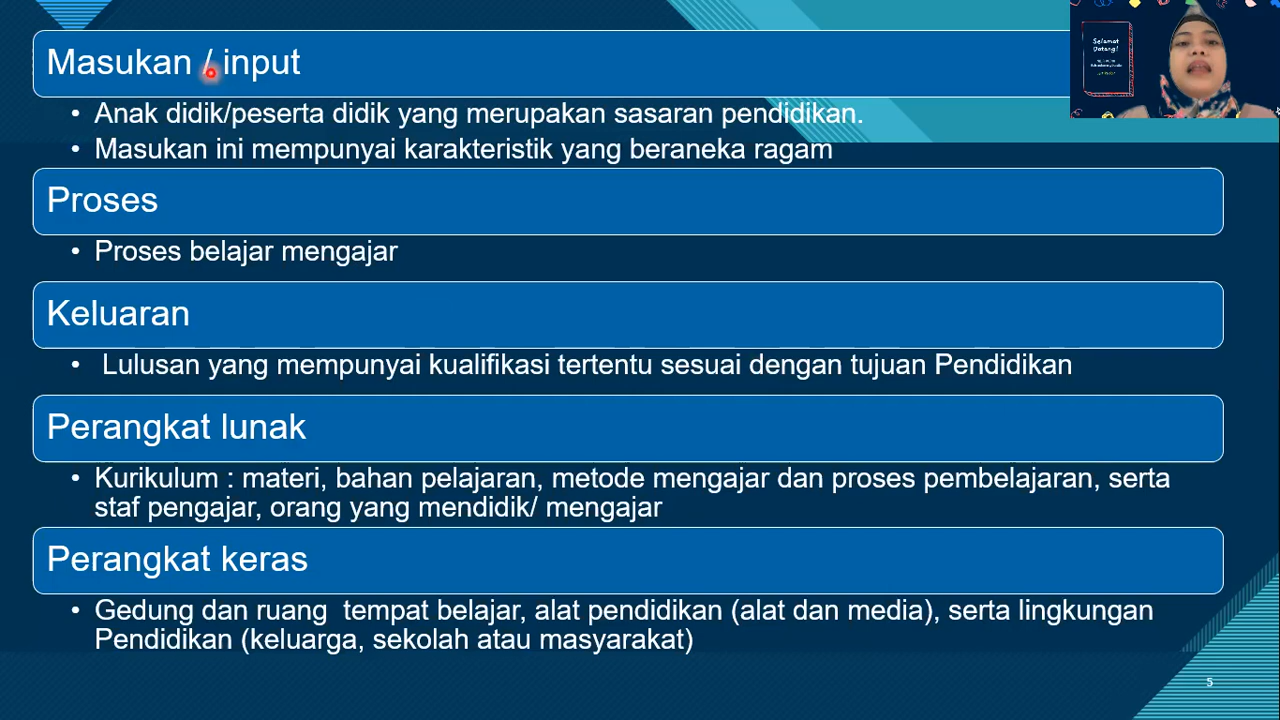 Masukan / input
• Anak didik/peserta didik yang merupakan sasaran pendidikan.
• Masukan ini mempunyai karakteristik yang beraneka ragam
Proses
• Proses belajar mengajar
Keluaran
• Lulusan yang mempunyai kualifikasi tertentu sesuai dengan tujuan Pendidikan
Perangkat lunak
• Kurikulum : materi, bahan pelajaran, metode mengajar dan proses pembelajaran, serta
staf pengajar, orang yang mendidik/ mengajar
Perangkat keras
• Gedung dan ruang  tempat belajar, alat pendidikan (alat dan media), serta lingkungan
Pendidikan (keluarga, sekolah atau masyarakat)
5
Selamat
Datang!